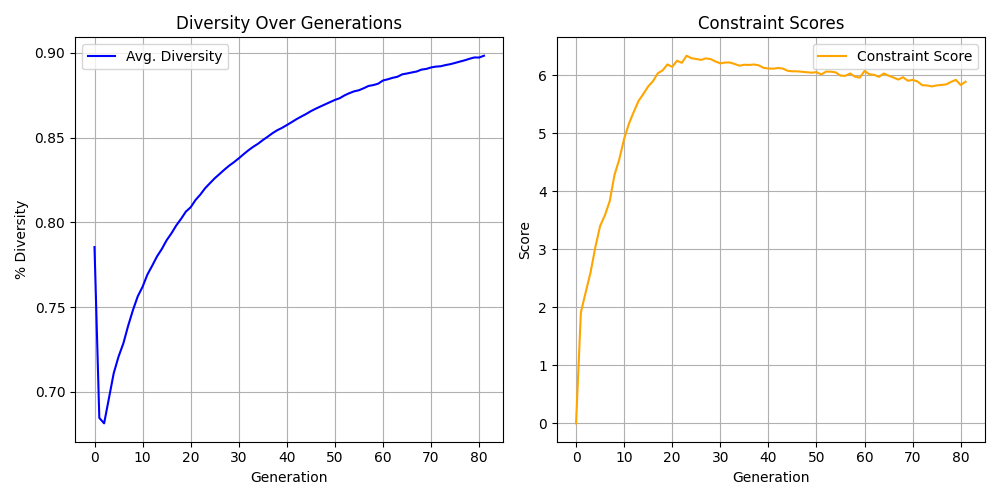 Diversity Over Generations
Avg. Diversity
% Diversity
0.90
0.85
0.80
0.75
0.70
0 10 20 30 40 50 60 70 80
Generation
Constraint Scores
Constraint Score
Score
6
5
4
3
2
1
0
0 10 20 30 40 50 60 70 80
Generation